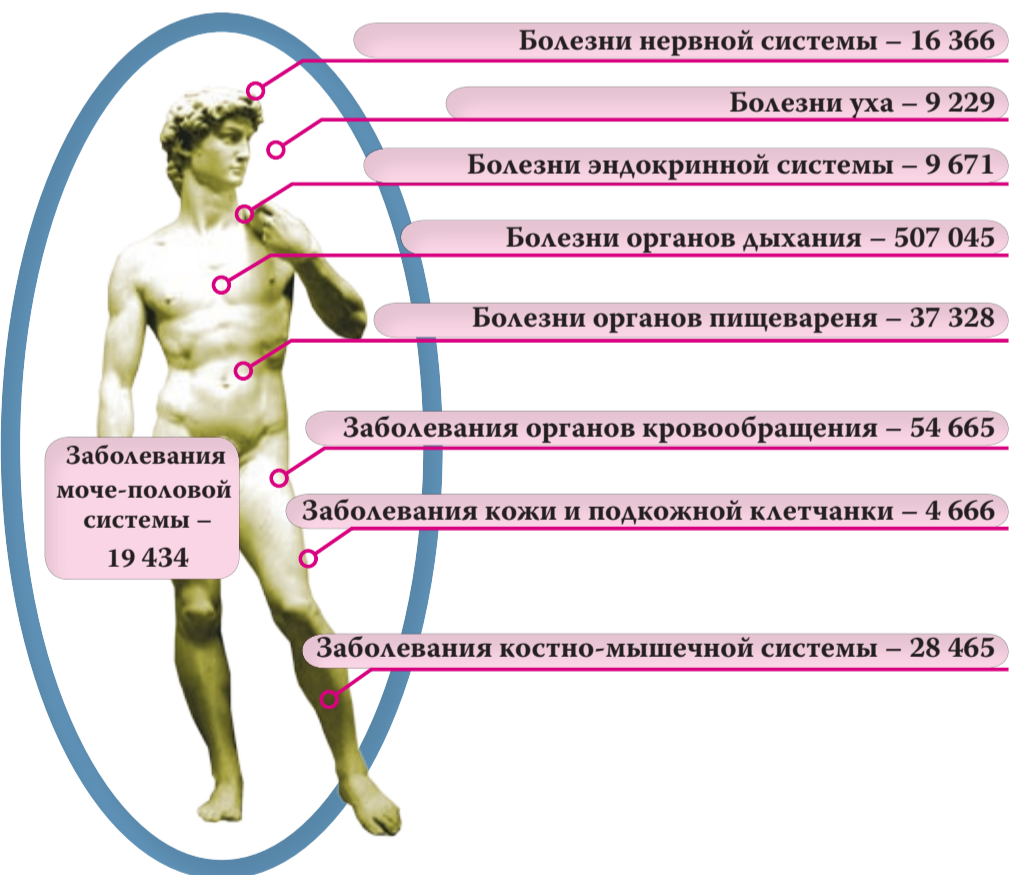 Болезни нервной системы – 16 366
Болезни уха – 9 229
Болезни эндокринной системы – 9 671
Болезни органов дыхания – 507 045
Болезни органов пищевареня – 37 328
Заболевания органов кровообращения – 54 665
Заболевания
моче-половой
системы –
19 434
Заболевания кожи и подкожной клетчанки – 4 666
Заболевания костно-мышечной системы – 28 465